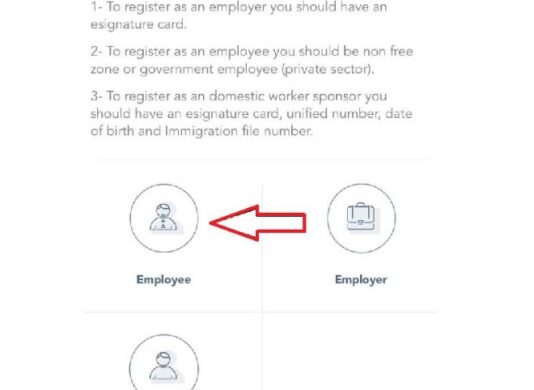 1- To register as an employer you should have an
esignature card.
2- To register as an employee you should be non free
zone or government employee (private sector).
3- To register as an domestic worker sponsor you
should have an esignature card, unified number, date
of birth and Immigration file number.
Employee
Employer